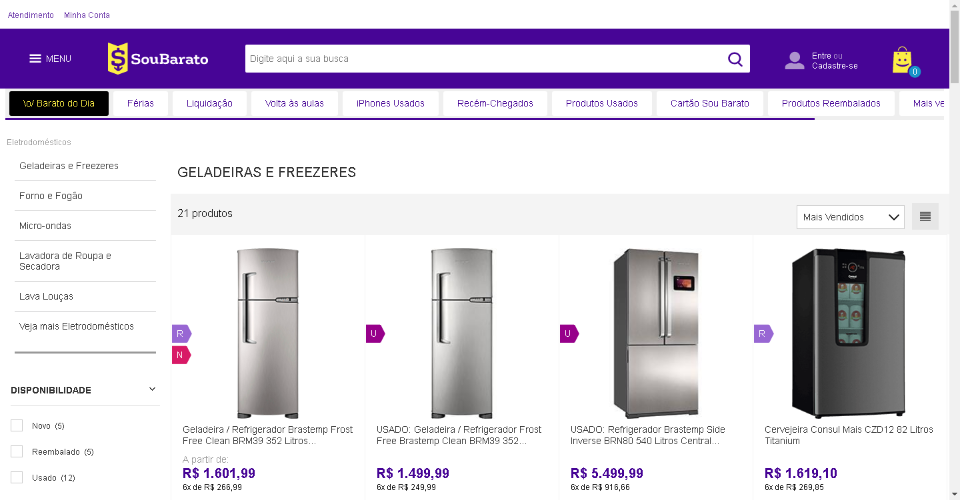 Atendimento Minha Conta
MENU
SouBarato
Digite aqui a sua busca
Entre ou
Cadastre-se
0
\o/ Barato do Dia
Férias
Liquidação
Volta às aulas
iPhones Usados
Recém-Chegados
Produtos Usados
Cartão Sou Barato
Produtos Reembalados
Mais ve
Eletrodomésticos
Geladeiras e Freezeres
Forno e Fogão
Micro-ondas
Lavadora de Roupa e
Secadora
Lava Louças
Veja mais Eletrodomésticos
DISPONIBILIDADE
Novo (5)
Reembalado (5)
Usado (12)
GELADEIRAS E FREEZERES
21 produtos
Mais Vendidos
R
N
Geladeira / Refrigerador Brastemp Frost
Free Clean BRM39 352 Litros...
A partir de:
R$ 1.601,99
6x de R$ 266,99
U
USADO: Geladeira / Refrigerador Frost
Free Brastemp Clean BRM39 352...
R$ 1.499,99
6x de R$ 249,99
U
USADO: Refrigerador Brastemp Side
Inverse BRN80 540 Litros Central...
R$ 5.499,99
6x de R$ 916,66
R
Cervejeira Consul Mais CZD12 82 Litros
Titanium
R$ 1.619,10
6x de R$ 269,85